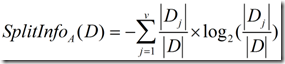 SplitInfo_A(D) = −∑_{j=1}^{v} |D_j|/|D| × log_2(|D_j|/|D|)